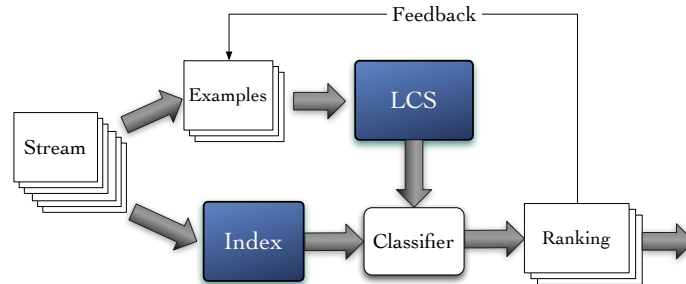 Feedback
Examples
LCS
Stream
Index
Classifier
Ranking